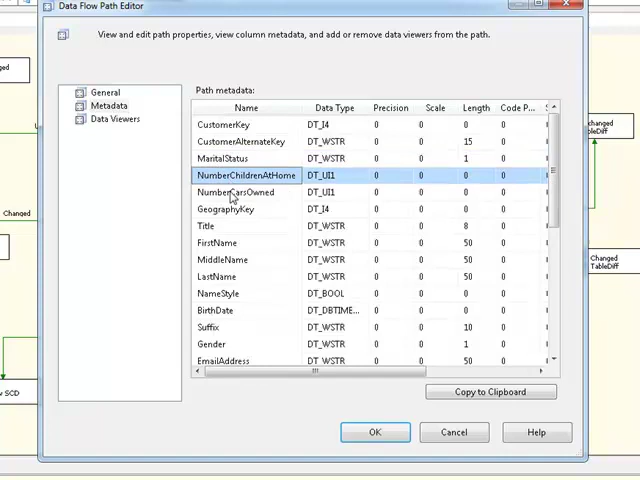 Data Flow Path Editor
View and edit path properties, view column metadata, and add or remove data viewers from the path.
General
Metadata
Data Viewers
Path metadata:
Name Data Type Precision Scale Length Code P...
CustomerKey DT_I4 0 0 0 0
CustomerAlternateKey DT_WSTR 0 0 15 0
MaritalStatus DT_WSTR 0 0 1 0
NumberChildrenAtHome DT_UI1 0 0 0 0
NumberCarsOwned DT_UI1 0 0 0 0
GeographyKey DT_I4 0 0 0 0
Title DT_WSTR 0 0 8 0
FirstName DT_WSTR 0 0 50 0
MiddleName DT_WSTR 0 0 50 0
LastName DT_WSTR 0 0 50 0
NameStyle DT_BOOL 0 0 0 0
BirthDate DT_DBTIME... 0 0 0 0
Suffix DT_WSTR 0 0 10 0
Gender DT_WSTR 0 0 1 0
EmailAddress DT_WSTR 0 0 50 0
Copy to Clipboard
OK Cancel Help
Changed
SCD
changed
TableDiff
Changed
TableDiff